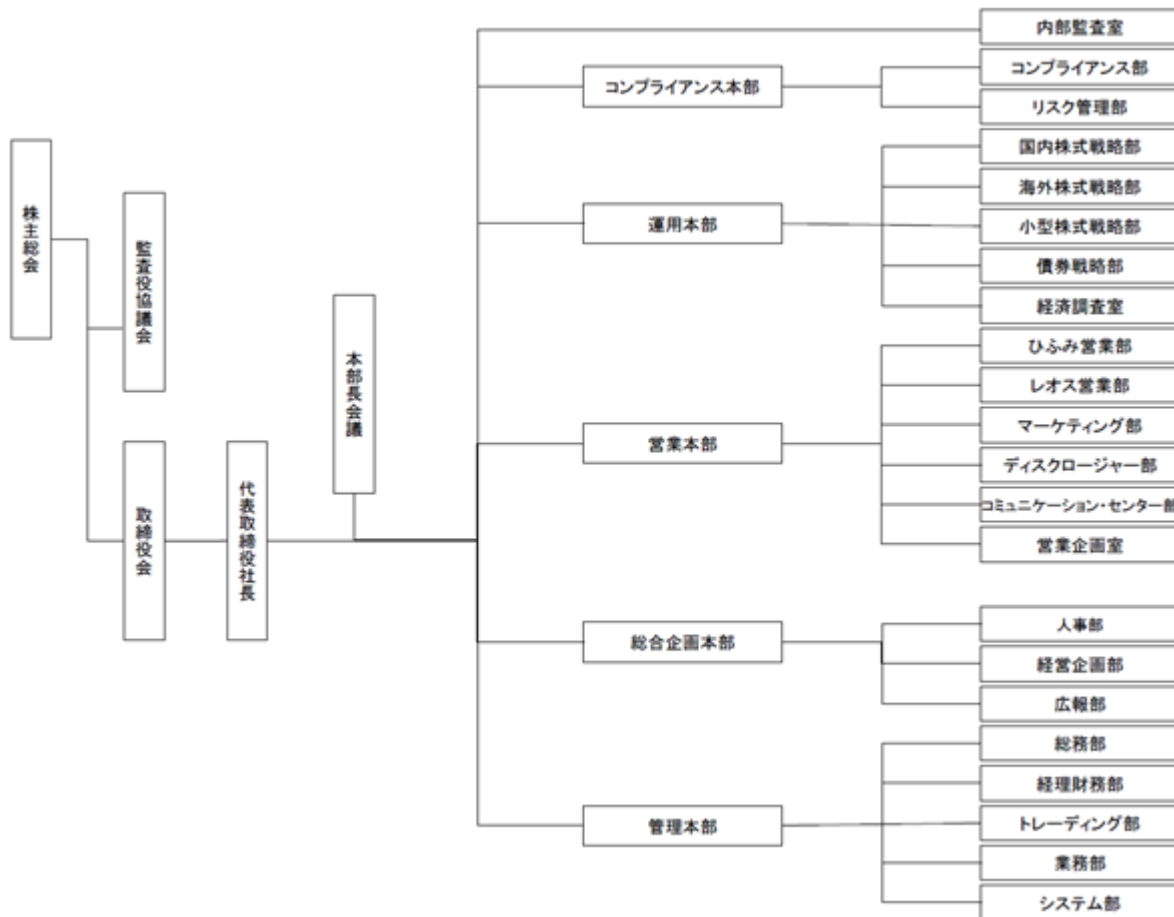 株主総会
監査役協議会
取締役会
代表取締役社長
本部長会議
内部監査室
コンプライアンス本部
コンプライアンス部
リスク管理部
運用本部
国内株式戦略部
海外株式戦略部
小型株式戦略部
債券戦略部
経済調査室
営業本部
ひふみ営業部
レオス営業部
マーケティング部
ディスクロージャー部
コミュニケーション・センター部
営業企画室
総合企画本部
人事部
経営企画部
広報部
管理本部
総務部
経理財務部
トレーディング部
業務部
システム部